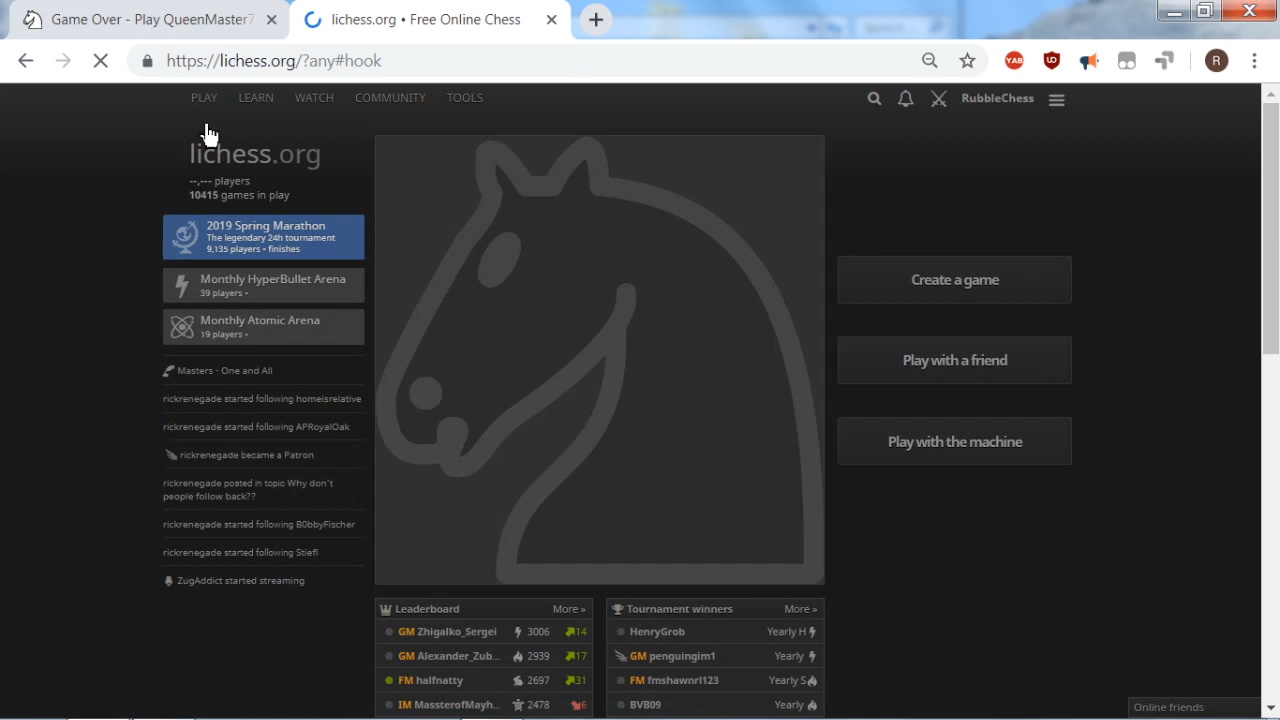 Game Over - Play QueenMaster7
lichess.org • Free Online Chess
https://lichess.org/?any#hook
YAB
R
PLAY
LEARN
WATCH
COMMUNITY
TOOLS
RubbleChess
lichess.org
--,--- players
10415 games in play
2019 Spring Marathon
The legendary 24h tournament
9,135 players • finishes
Monthly HyperBullet Arena
39 players •
Monthly Atomic Arena
19 players •
Masters - One and All
rickrenegade started following homeisrelative
rickrenegade started following APRoyalOak
rickrenegade became a Patron
rickrenegade posted in topic Why don't
people follow back??
rickrenegade started following B0bbyFischer
rickrenegade started following Stiefl
ZugAddict started streaming
Create a game
Play with a friend
Play with the machine
Leaderboard More »
GM Zhigalko_Sergei 3006 14
GM Alexander_Zub... 2939 17
FM halfnatty 2697 31
IM MassterofMayh... 2478 6
Tournament winners More »
HenryGrob Yearly H
GM penguingim1 Yearly
FM fmshawnrl123 Yearly S
BVB09 Yearly
Online friends